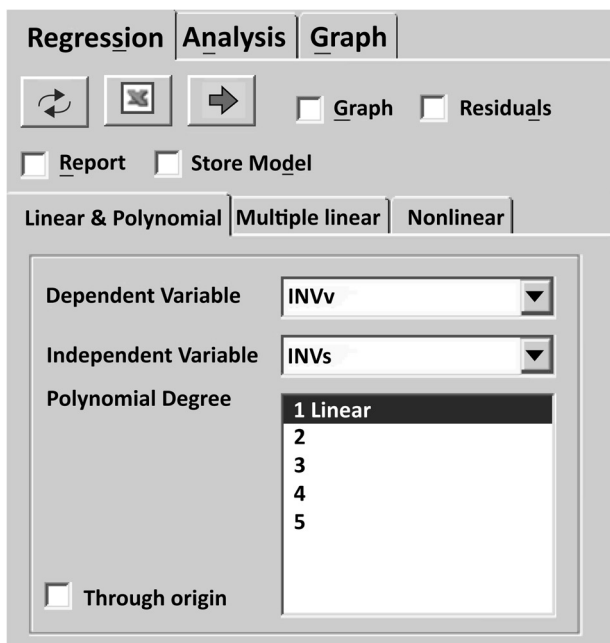 Regression Analysis Graph
Graph Residuals
Report Store Model
Linear & Polynomial Multiple linear Nonlinear
Dependent Variable INVv
Independent Variable INVs
Polynomial Degree
1 Linear
2
3
4
5
Through origin